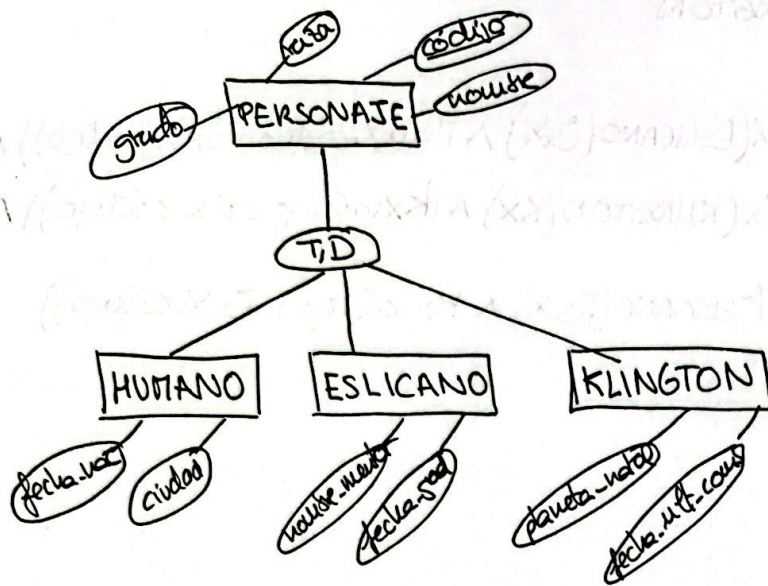 raza
código
PERSONAJE
nombre
grado
T,D
HUMANO
ESLICANO
KLINGTON
fecha_nac
ciudad
nombre_mentor
fecha_grad
planeta_natal
fecha_ult_comb